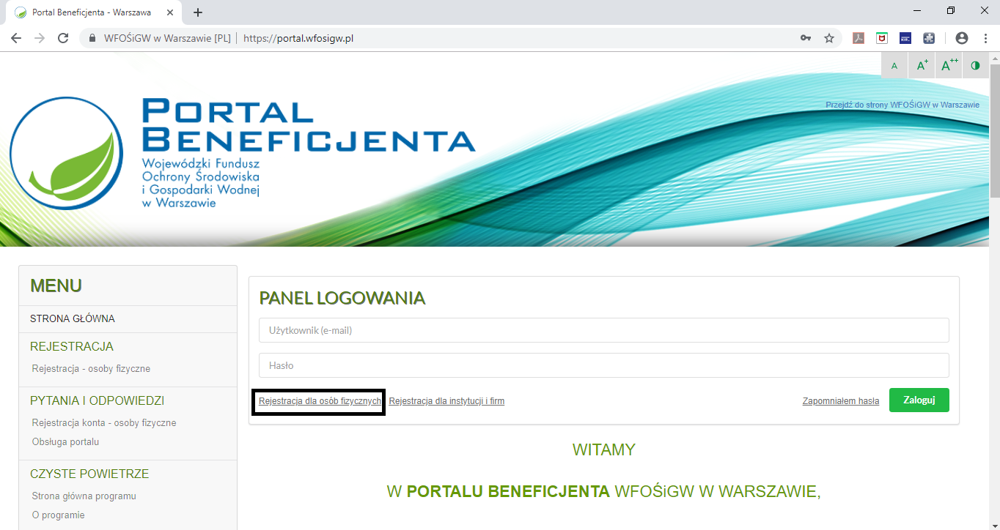 Portal Beneficjenta - Warszawa
WFOŚiGW w Warszawie [PL] | https://portal.wfosigw.pl
A A+ A++
Przejdź do strony WFOŚiGW w Warszawie
PORTAL
BENEFICJENTA
Wojewódzki Fundusz
Ochrony Środowiska
i Gospodarki Wodnej
w Warszawie
MENU
STRONA GŁÓWNA
REJESTRACJA
Rejestracja - osoby fizyczne
PYTANIA I ODPOWIEDZI
Rejestracja konta - osoby fizyczne
Obsługa portalu
CZYSTE POWIETRZE
Strona główna programu
O programie
PANEL LOGOWANIA
Użytkownik (e-mail)
Hasło
Rejestracja dla osób fizycznych Rejestracja dla instytucji i firm Zapomniałem hasła Zaloguj
WITAMY
W PORTALU BENEFICJENTA WFOŚiGW W WARSZAWIE,